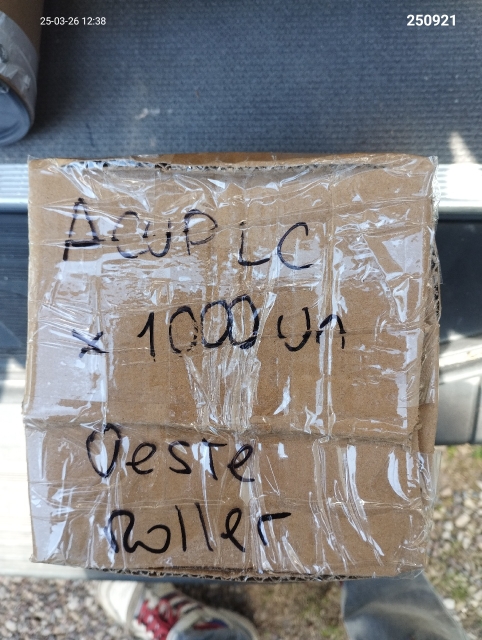 25-03-26 12:38
250921
ACUP LC
x 1000 Un
Oeste
Roller